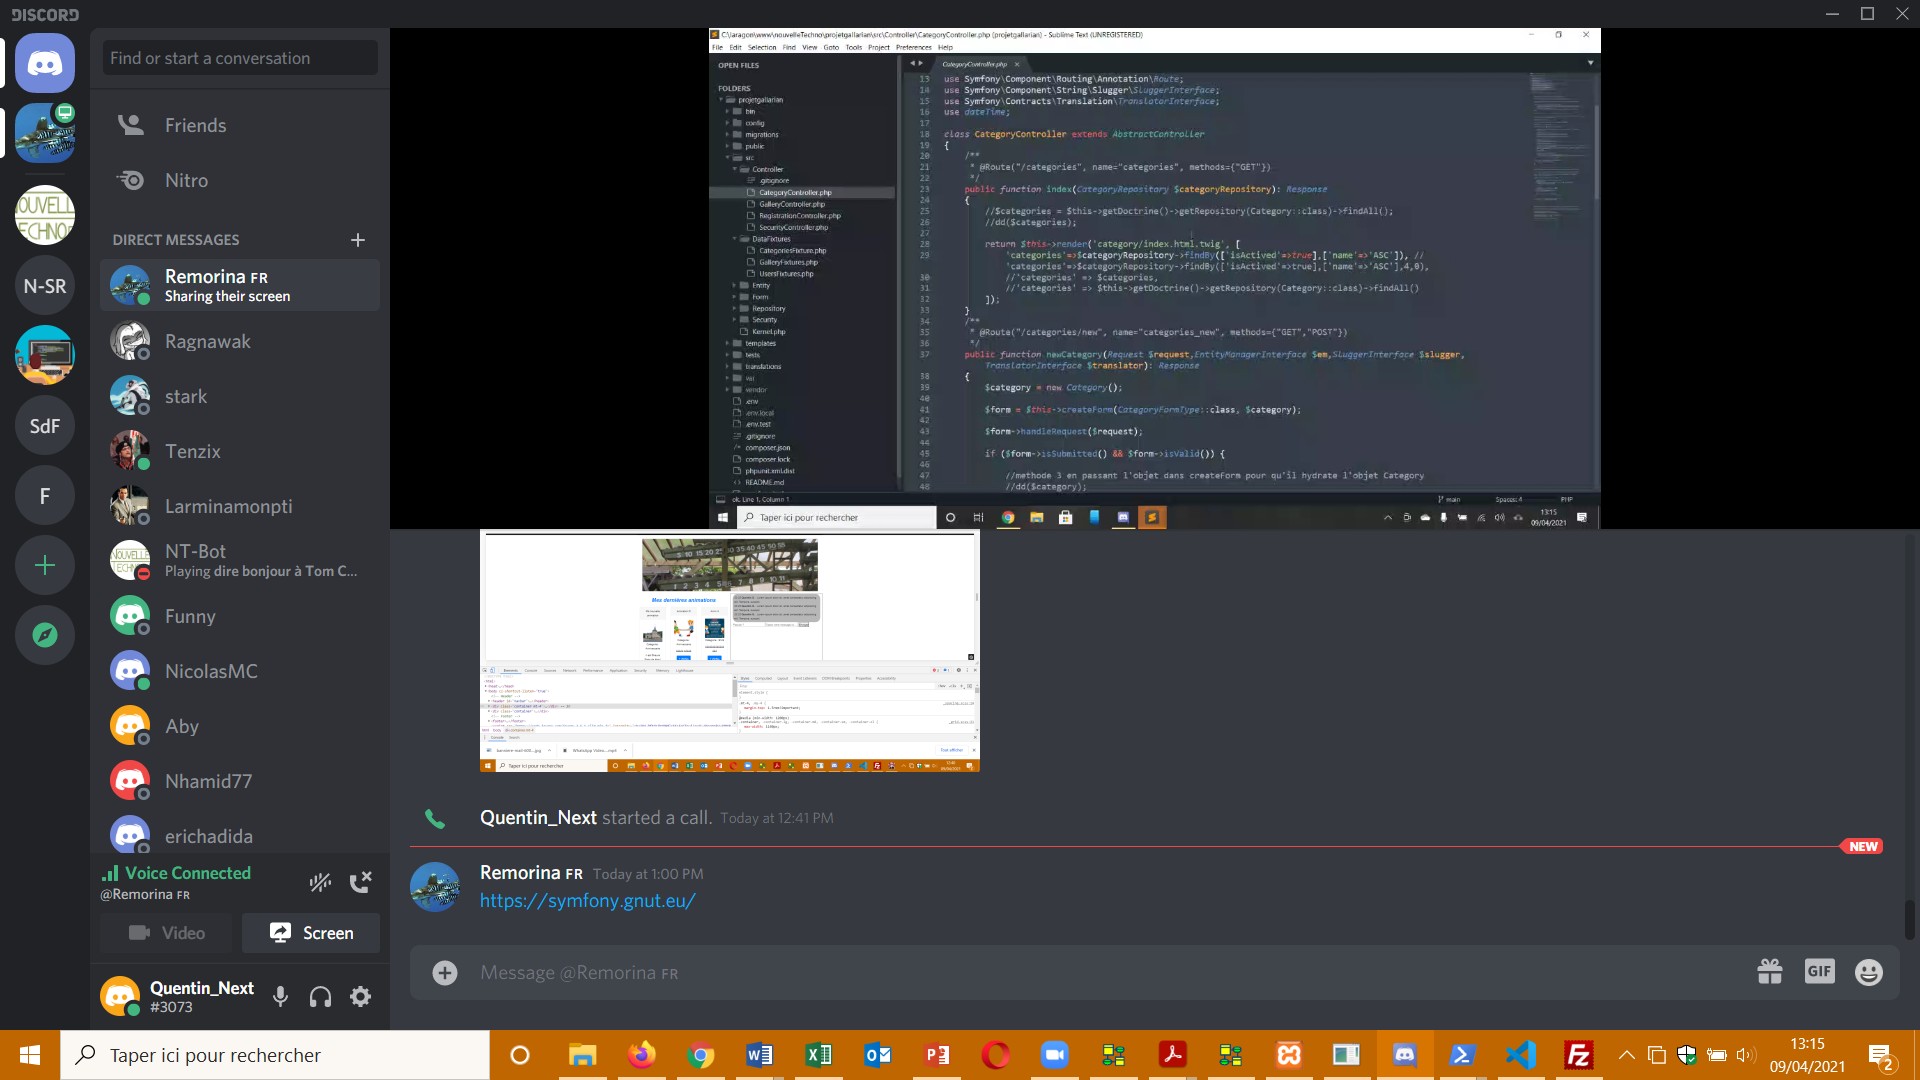 DISCORD
Find or start a conversation
Friends
Nitro
DIRECT MESSAGES
Remorina FR
Sharing their screen
Ragnawak
stark
Tenzix
Larminamonpti
NT-Bot
Playing dire bonjour à Tom C...
Funny
NicolasMC
Aby
Nhamid77
erichadida
Voice Connected
@Remorina FR
Video
Screen
Quentin_Next
#3073
OUVELL
TECHNO
N-SR
SdF
F
C:\laragon\www\nouvelleTechno\projetgallarian\src\Controller\CategoryController.php (projetgallarian) - Sublime Text (UNREGISTERED)
File Edit Selection Find View Goto Tools Project Preferences Help
OPEN FILES
FOLDERS
projetgallarian
bin
config
migrations
public
src
Controller
.gitignore
CategoryController.php
GalleryController.php
RegistrationController.php
SecurityController.php
DataFixtures
CategoriesFixture.php
GalleryFixtures.php
UsersFixtures.php
Entity
Form
Repository
Security
Kernel.php
templates
tests
translations
var
vendor
.env
.env.local
.env.test
.gitignore
composer.json
composer.lock
phpunit.xml.dist
README.md
CategoryController.php
13 use Symfony\Component\Routing\Annotation\Route;
14 use Symfony\Component\String\Slugger\SluggerInterface;
15 use Symfony\Contracts\Translation\TranslatorInterface;
16 use dateTime;
17
18 class CategoryController extends AbstractController
19 {
20 /**
21 * @Route("/categories", name="categories", methods={"GET"})
22 */
23 public function index(CategoryRepository $categoryRepository): Response
24 {
25 //$categories = $this->getDoctrine()->getRepository(Category::class)->findAll();
26 //dd($categories);
27
28 return $this->render('category/index.html.twig', [
29 'categories'=>$categoryRepository->findBy(['isActived'=>true],['name'=>'ASC']), //
'categories'=>$categoryRepository->findBy(['isActived'=>true],['name'=>'ASC'],4,0),
30 //'categories' => $categories,
31 //'categories' => $this->getDoctrine()->getRepository(Category::class)->findAll()
32 ]);
33 }
34 /**
35 * @Route("/categories/new", name="categories_new", methods={"GET","POST"})
36 */
37 public function newCategory(Request $request,EntityManagerInterface $em,SluggerInterface $slugger,
TranslatorInterface $translator): Response
38 {
39 $category = new Category();
40
41 $form = $this->createForm(CategoryFormType::class, $category);
42
43 $form->handleRequest($request);
44
45 if ($form->isSubmitted() && $form->isValid()) {
46
47 //methode 3 en passant l'objet dans createForm pour qu'il hydrate l'objet Category
48 //dd($category);
ok, Line 1, Column 1
main
Spaces: 4
PHP
Taper ici pour rechercher
13:15
09/04/2021
Mes dernières animations
Taper ici pour rechercher
Quentin_Next started a call. Today at 12:41 PM
NEW
Remorina FR Today at 1:00 PM
https://symfony.gnut.eu/
Message @Remorina FR
GIF
Taper ici pour rechercher
13:15
09/04/2021
2